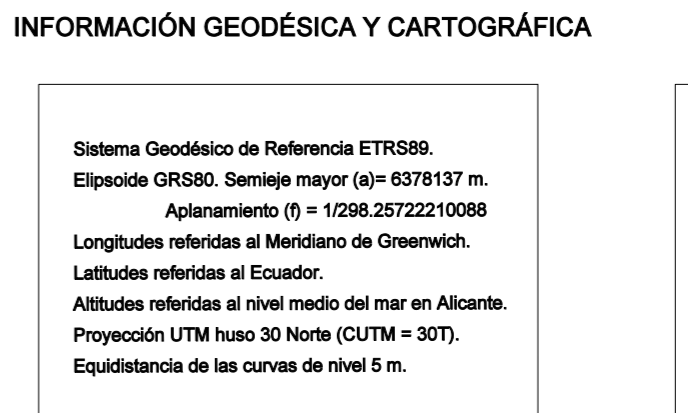 INFORMACIÓN GEODÉSICA Y CARTOGRÁFICA
Sistema Geodésico de Referencia ETRS89.
Elipsoide GRS80. Semieje mayor (a)= 6378137 m.
Aplanamiento (f) = 1/298.25722210088
Longitudes referidas al Meridiano de Greenwich.
Latitudes referidas al Ecuador.
Altitudes referidas al nivel medio del mar en Alicante.
Proyección UTM huso 30 Norte (CUTM = 30T).
Equidistancia de las curvas de nivel 5 m.